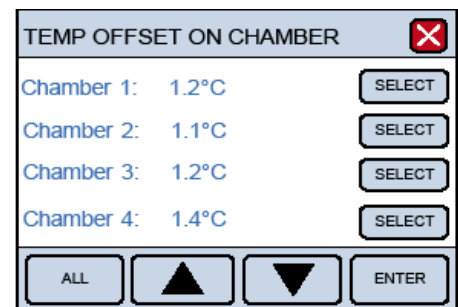 TEMP OFFSET ON CHAMBER
Chamber 1: 1.2°C SELECT
Chamber 2: 1.1°C SELECT
Chamber 3: 1.2°C SELECT
Chamber 4: 1.4°C SELECT
ALL ENTER